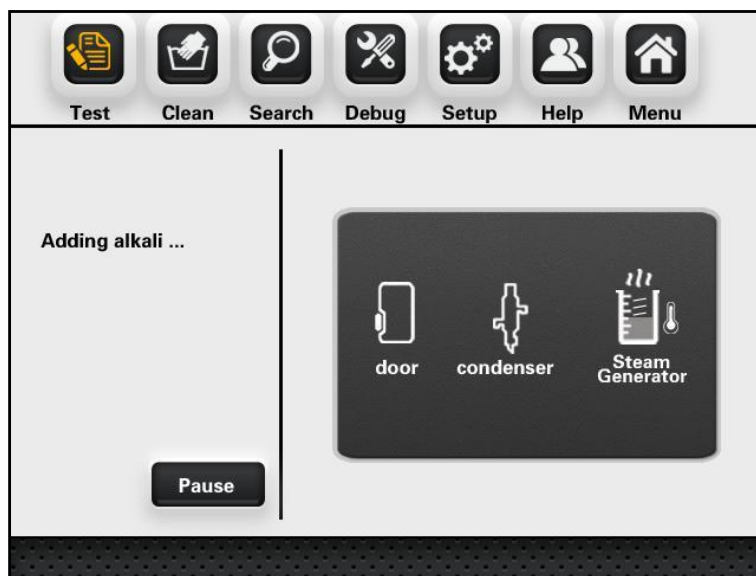 Test
Clean
Search
Debug
Setup
Help
Menu
Adding alkali ...
door
condenser
Steam
Generator
Pause